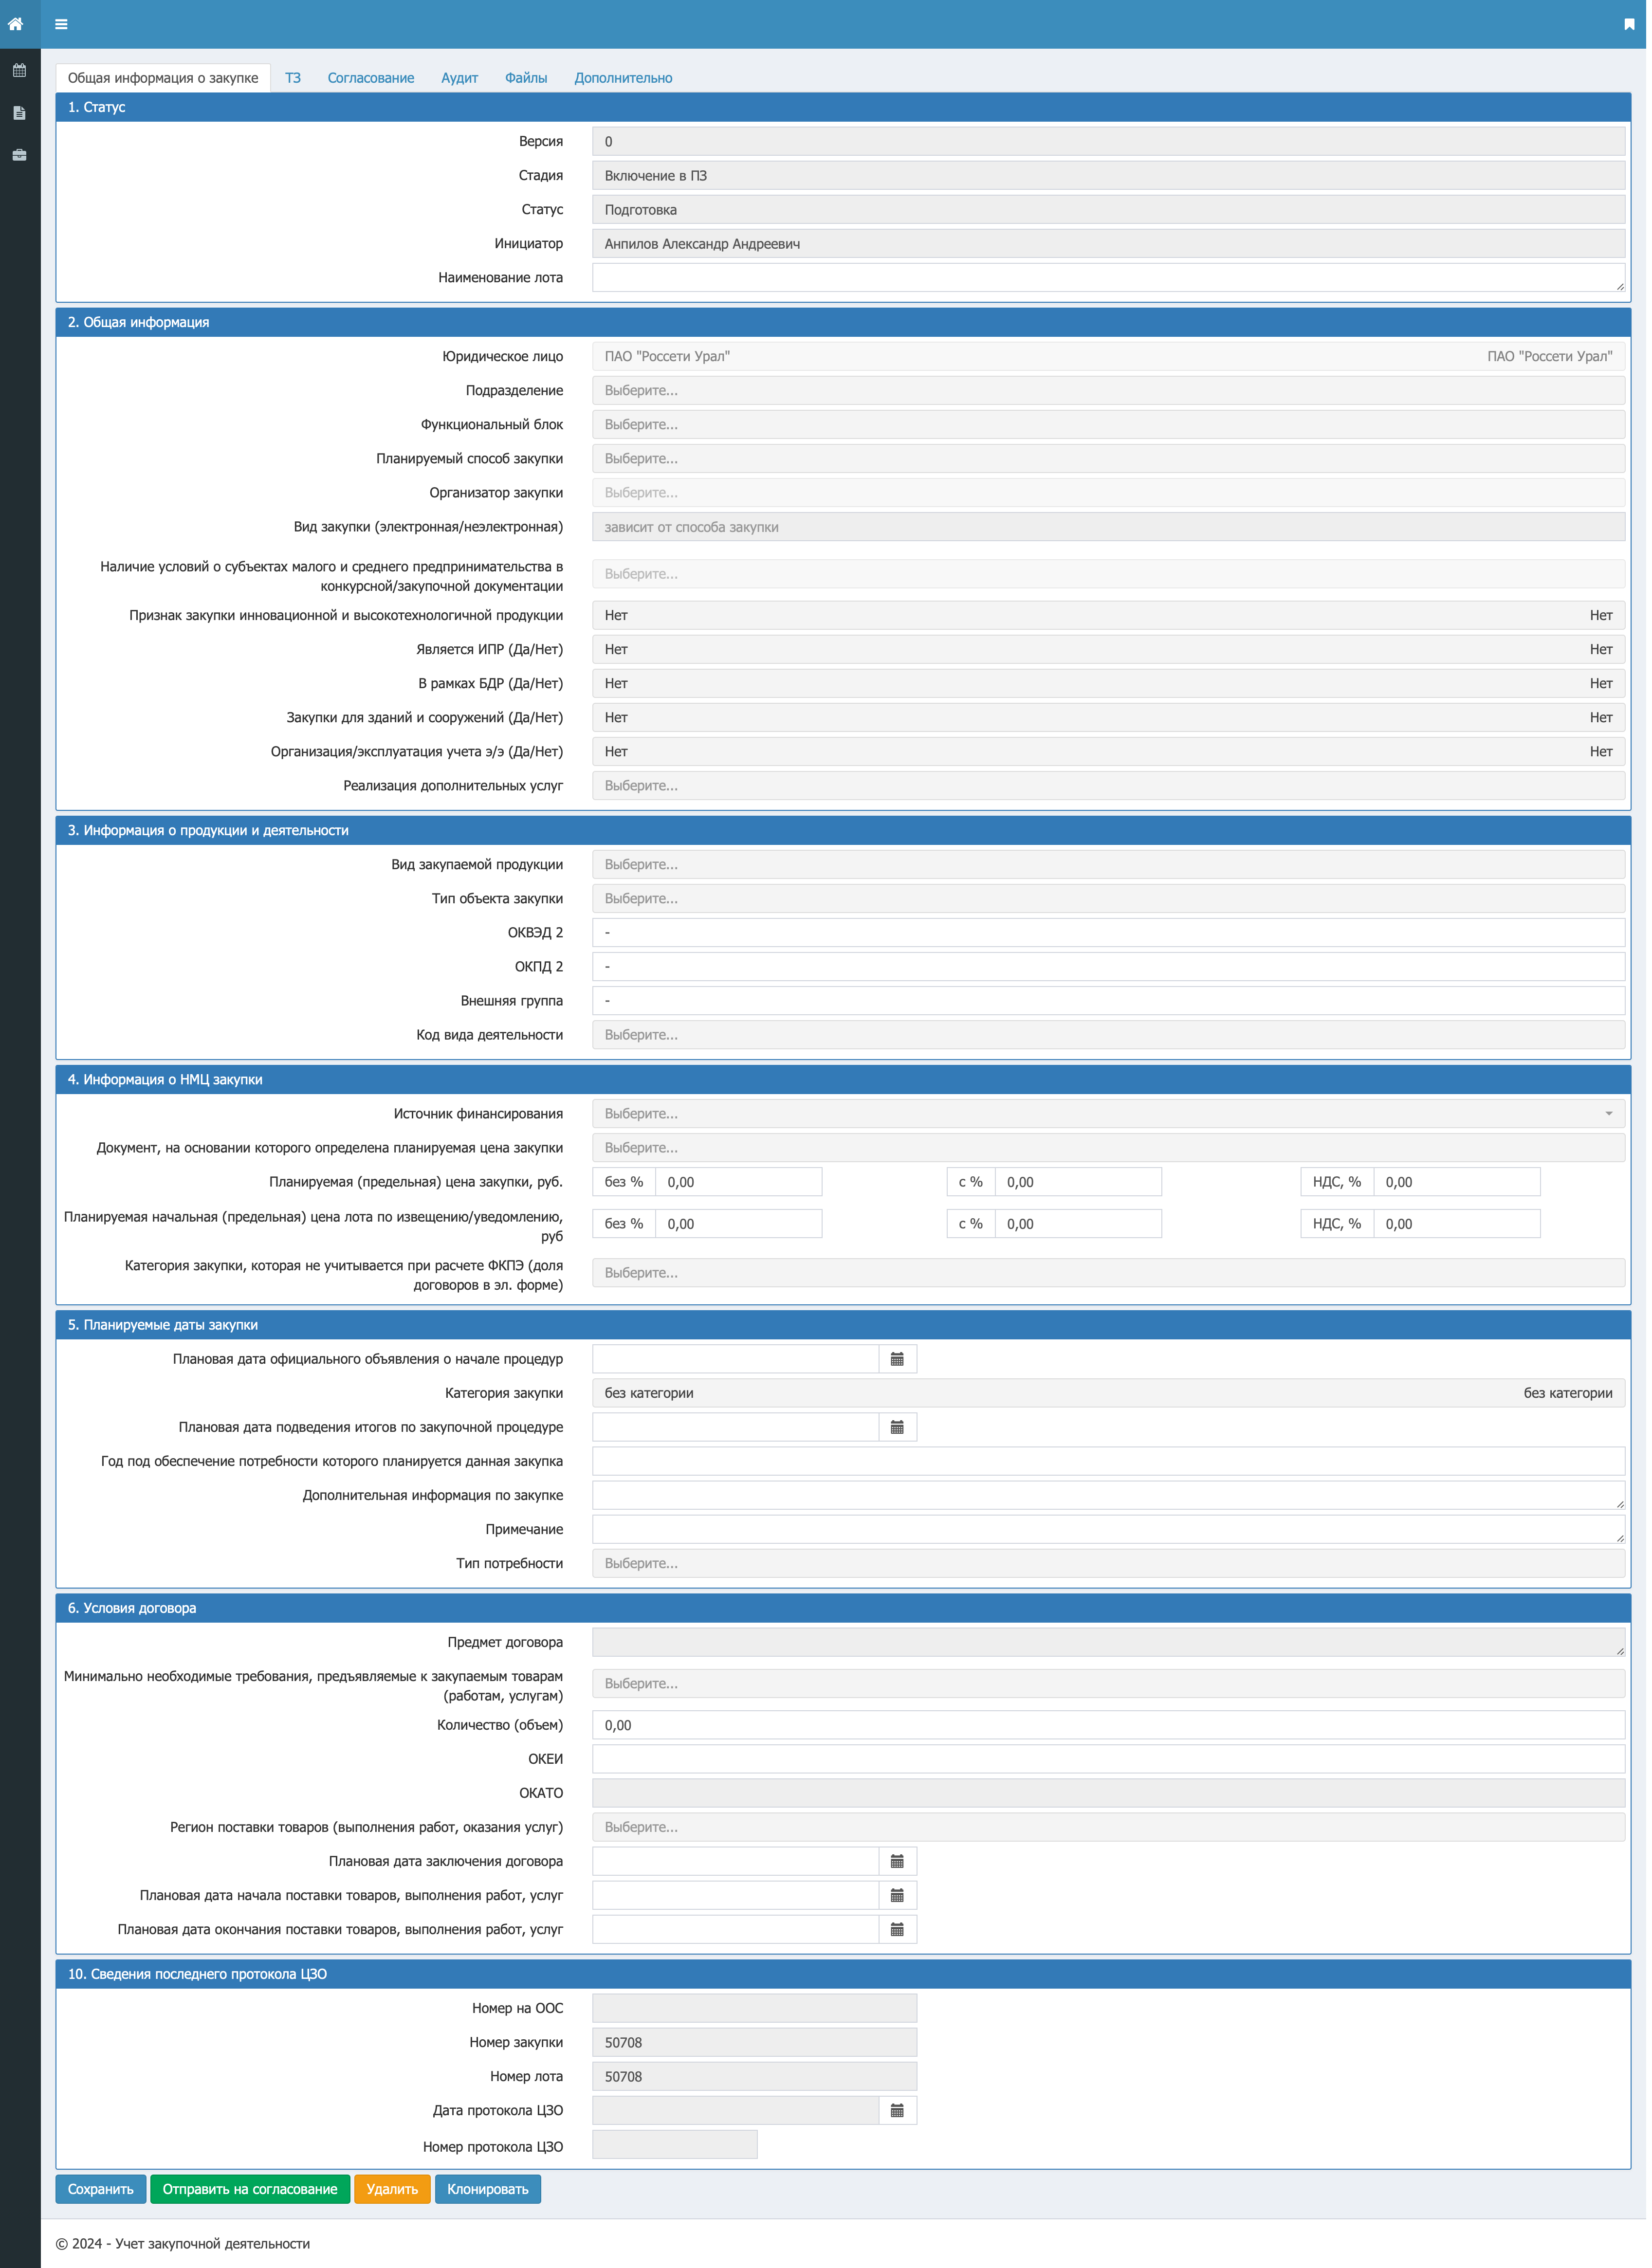 Общая информация о закупке ТЗ Согласование Аудит Файлы Дополнительно
1. Статус
Версия 0
Стадия Включение в ПЗ
Статус Подготовка
Инициатор Анпилов Александр Андреевич
Наименование лота
2. Общая информация
Юридическое лицо ПАО "Россети Урал" ПАО "Россети Урал"
Подразделение Выберите...
Функциональный блок Выберите...
Планируемый способ закупки Выберите...
Организатор закупки Выберите...
Вид закупки (электронная/неэлектронная) зависит от способа закупки
Наличие условий о субъектах малого и среднего предпринимательства в
конкурсной/закупочной документации
Выберите...
Признак закупки инновационной и высокотехнологичной продукции Нет Нет
Является ИПР (Да/Нет) Нет Нет
В рамках БДР (Да/Нет) Нет Нет
Закупки для зданий и сооружений (Да/Нет) Нет Нет
Организация/эксплуатация учета э/э (Да/Нет) Нет Нет
Реализация дополнительных услуг Выберите...
3. Информация о продукции и деятельности
Вид закупаемой продукции Выберите...
Тип объекта закупки Выберите...
ОКВЭД 2 -
ОКПД 2 -
Внешняя группа -
Код вида деятельности Выберите...
4. Информация о НМЦ закупки
Источник финансирования Выберите...
Документ, на основании которого определена планируемая цена закупки Выберите...
Планируемая (предельная) цена закупки, руб. без % 0,00 с % 0,00 НДС, % 0,00
Планируемая начальная (предельная) цена лота по извещению/уведомлению,
руб
без % 0,00 с % 0,00 НДС, % 0,00
Категория закупки, которая не учитывается при расчете ФКПЭ (доля
договоров в эл. форме)
Выберите...
5. Планируемые даты закупки
Плановая дата официального объявления о начале процедур
Категория закупки без категории без категории
Плановая дата подведения итогов по закупочной процедуре
Год под обеспечение потребности которого планируется данная закупка
Дополнительная информация по закупке
Примечание
Тип потребности Выберите...
6. Условия договора
Предмет договора
Минимально необходимые требования, предъявляемые к закупаемым товарам
(работам, услугам)
Выберите...
Количество (объем) 0,00
ОКЕИ
ОКАТО
Регион поставки товаров (выполнения работ, оказания услуг) Выберите...
Плановая дата заключения договора
Плановая дата начала поставки товаров, выполнения работ, услуг
Плановая дата окончания поставки товаров, выполнения работ, услуг
10. Сведения последнего протокола ЦЗО
Номер на ООС
Номер закупки 50708
Номер лота 50708
Дата протокола ЦЗО
Номер протокола ЦЗО
Сохранить Отправить на согласование Удалить Клонировать
© 2024 - Учет закупочной деятельности